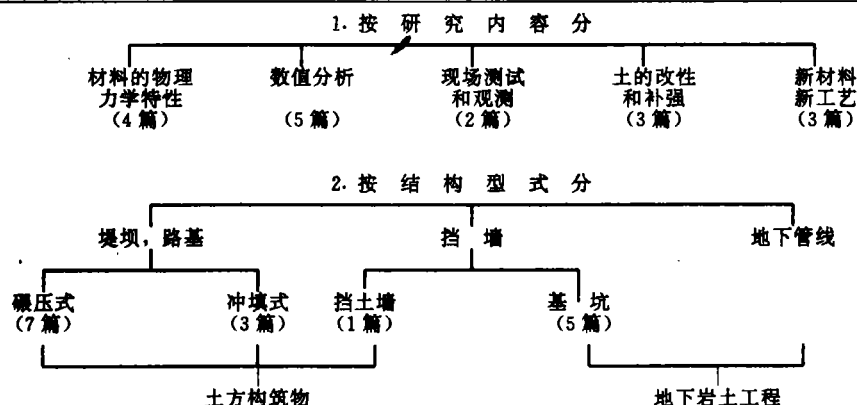 1. 按研究内容分
材料的物理 数值分析 现场测试 土的改性 新材料
力学特性 和观测 和补强 新工艺
(4篇) (5篇) (2篇) (3篇) (3篇)
2. 按结构型式分
堤坝，路基 挡墙 地下管线
碾压式 冲填式 挡土墙 基坑
(7篇) (3篇) (1篇) (5篇)
土方构筑物 地下岩土工程